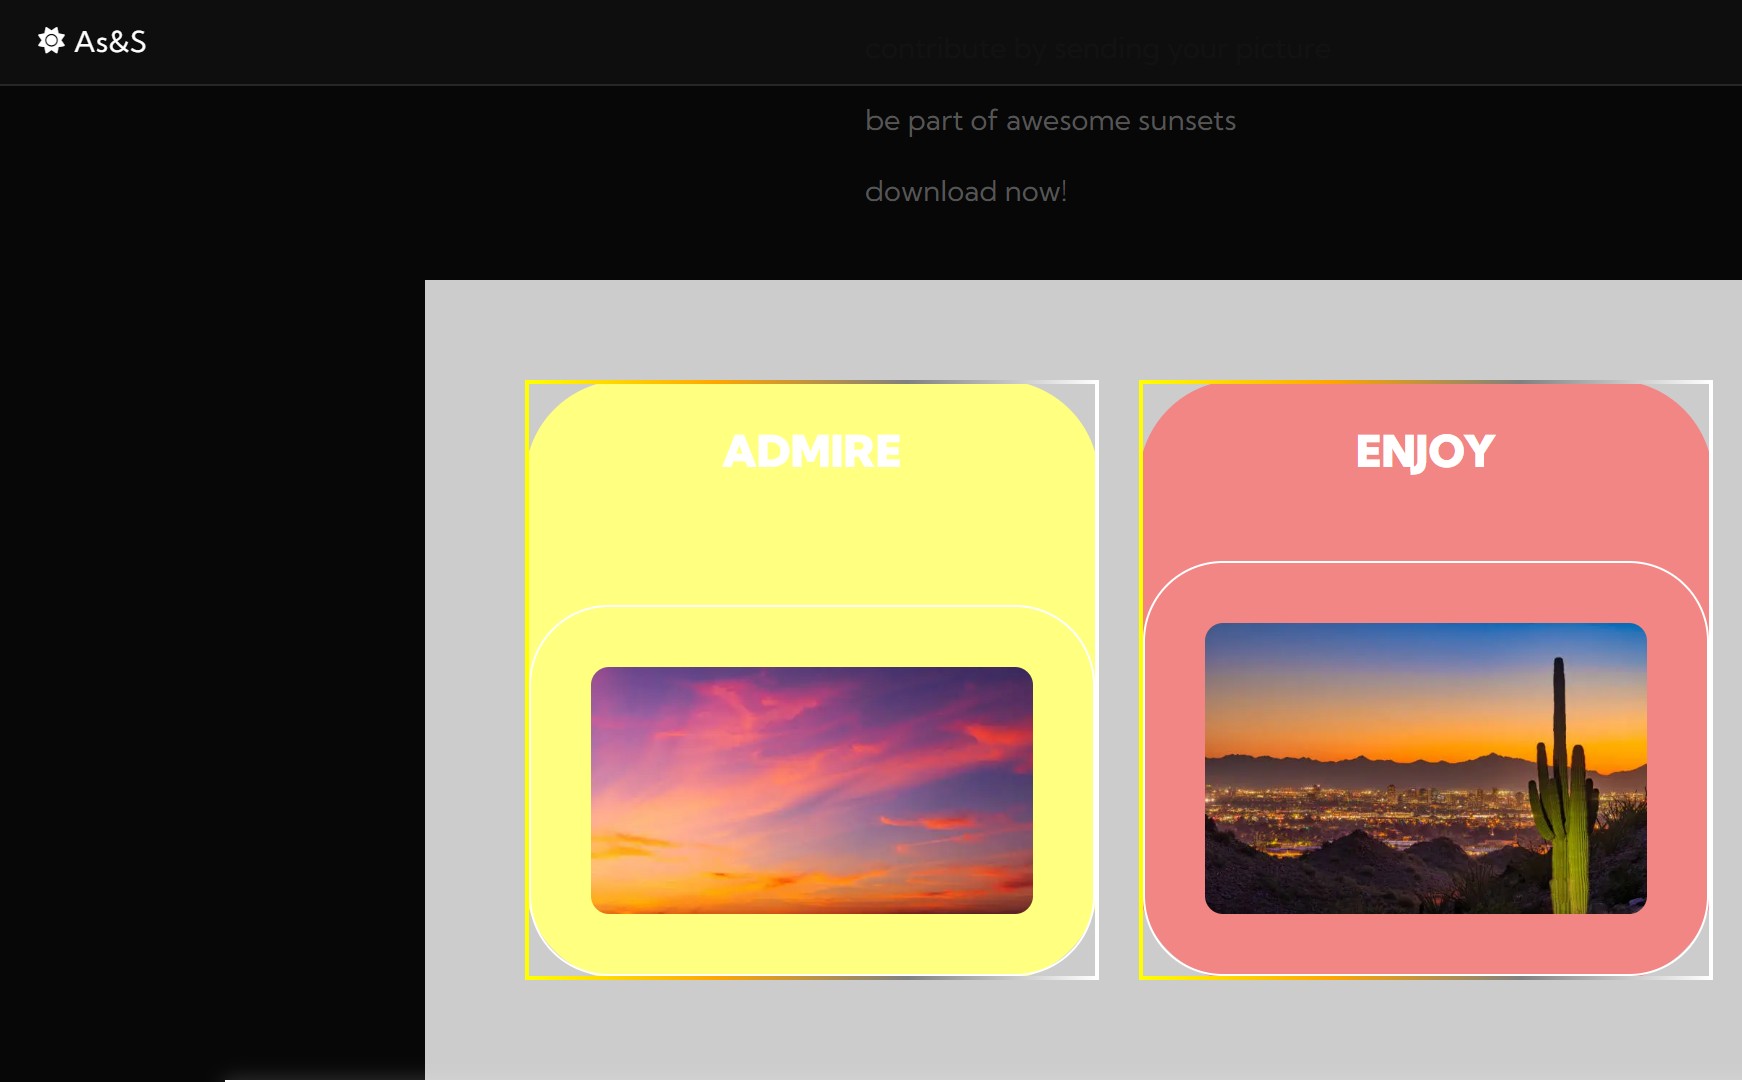 As&S
contribute by sending your picture
be part of awesome sunsets
download now!
ADMIRE
ENJOY